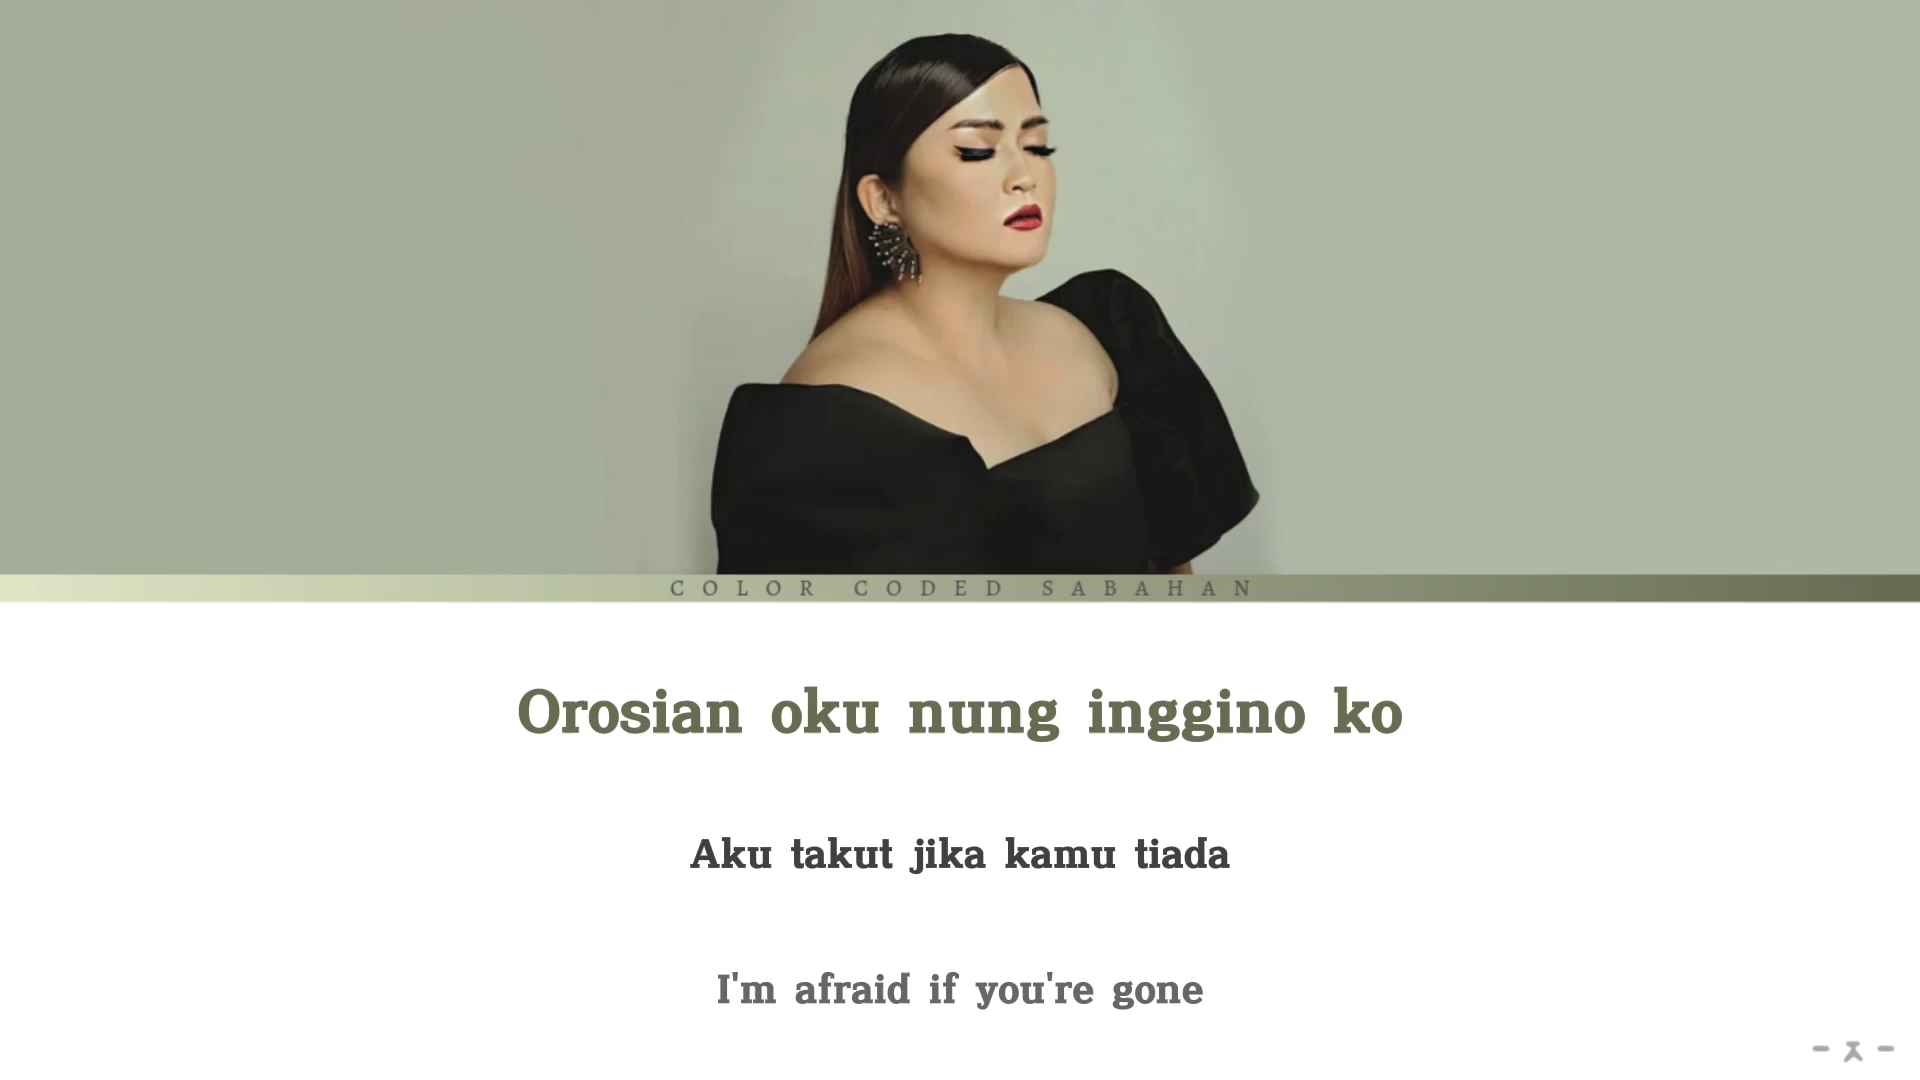 COLOR CODED SABAHAN
Orosian oku nung inggino ko
Aku takut jika kamu tiada
I'm afraid if you're gone